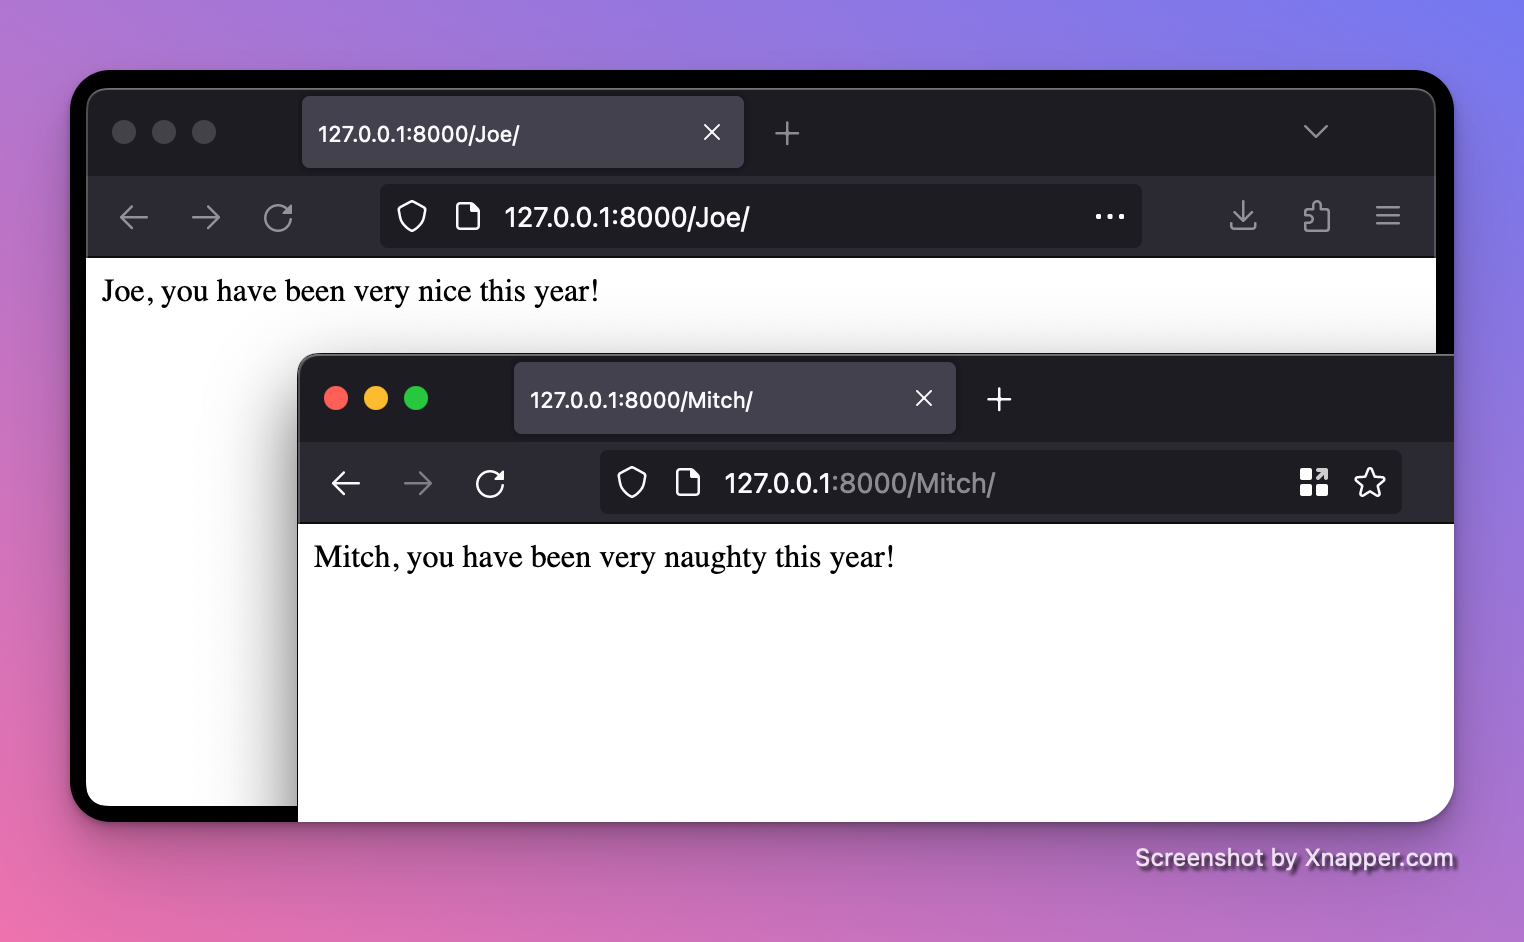 127.0.0.1:8000/Joe/
127.0.0.1:8000/Joe/
Joe, you have been very nice this year!
127.0.0.1:8000/Mitch/
127.0.0.1:8000/Mitch/
Mitch, you have been very naughty this year!
Screenshot by Xnapper.com